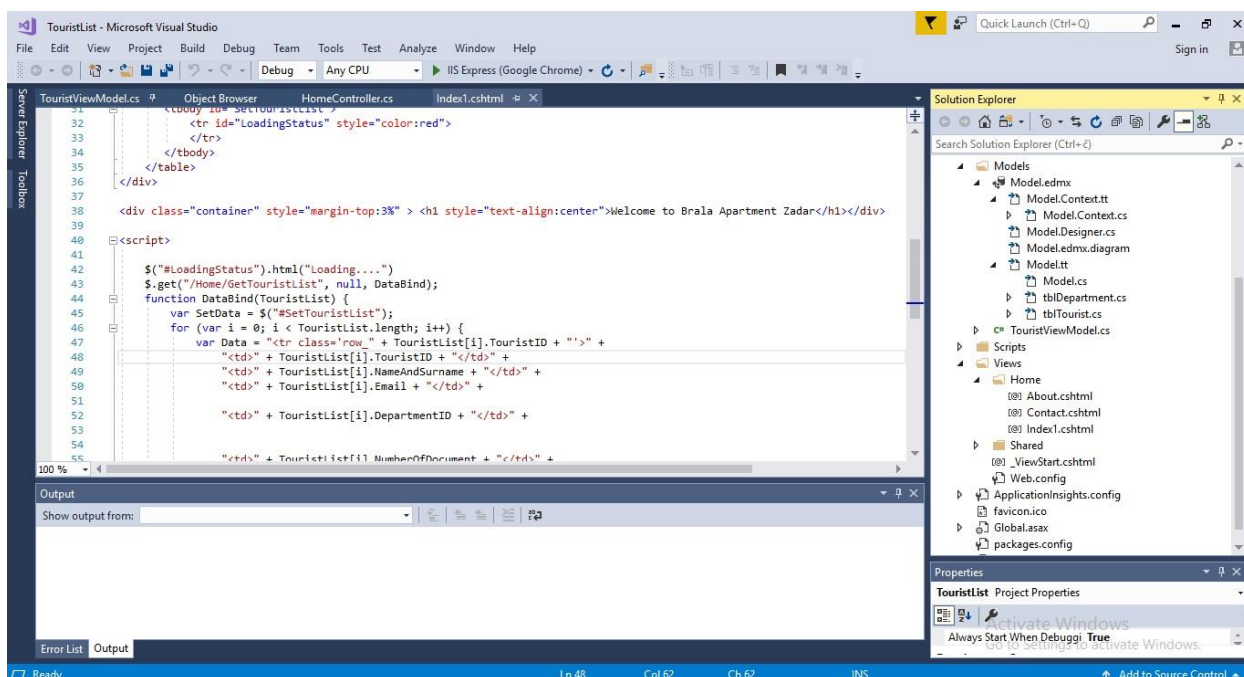 TouristList - Microsoft Visual Studio
Quick Launch (Ctrl+Q)
File Edit View Project Build Debug Team Tools Test Analyze Window Help
Sign in
Debug Any CPU IIS Express (Google Chrome)
Server Explorer
Toolbox
TouristViewModel.cs Object Browser HomeController.cs Index1.cshtml
31 <tbody id="SetTouristList">
32 <tr id="LoadingStatus" style="color:red">
33 </tr>
34 </tbody>
35 </table>
36 </div>
37
38 <div class="container" style="margin-top:3%" > <h1 style="text-align:center">Welcome to Brala Apartment Zadar</h1></div>
39
40 <script>
41
42 $("#LoadingStatus").html("Loading....")
43 $.get("/Home/GetTouristList", null, DataBind);
44 function DataBind(TouristList) {
45 var SetData = $("#SetTouristList");
46 for (var i = 0; i < TouristList.length; i++) {
47 var Data = "<tr class='row_" + TouristList[i].TouristID + "'>" +
48 "<td>" + TouristList[i].TouristID + "</td>" +
49 "<td>" + TouristList[i].NameAndSurname + "</td>" +
50 "<td>" + TouristList[i].Email + "</td>" +
51
52 "<td>" + TouristList[i].DepartmentID + "</td>" +
53
54
55 "<td>" + TouristList[i].NumberOfDocument + "</td>" +
100 %
Output
Show output from:
Error List Output
Solution Explorer
Search Solution Explorer (Ctrl+č)
Models
Model.edmx
Model.Context.tt
Model.Context.cs
Model.Designer.cs
Model.edmx.diagram
Model.tt
Model.cs
tblDepartment.cs
tblTourist.cs
C# TouristViewModel.cs
Scripts
Views
Home
[@] About.cshtml
[@] Contact.cshtml
[@] Index1.cshtml
Shared
[@] _ViewStart.cshtml
Web.config
ApplicationInsights.config
favicon.ico
Global.asax
packages.config
Properties
TouristList Project Properties
Activate Windows
Always Start When Debuggi True
Go to Settings to activate Windows.
Ready Ln 48 Col 62 Ch 62 INS Add to Source Control